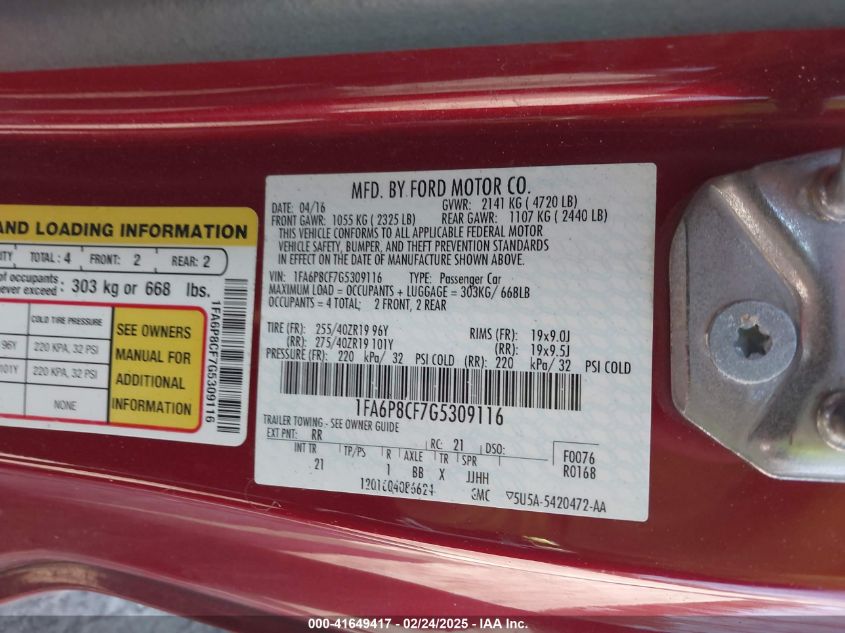 AND LOADING INFORMATION
TOTAL : 4 FRONT: 2 REAR: 2
of occupants:
never exceed: 303 kg or 668 lbs.
COLD TIRE PRESSURE
96Y 220 KPA, 32 PSI
101Y 220 KPA, 32 PSI
NONE
SEE OWNERS
MANUAL FOR
ADDITIONAL
INFORMATION
1FA6P8CF7G5309116
MFD. BY FORD MOTOR CO.
DATE: 04/16 GVWR: 2141 KG ( 4720 LB)
FRONT GAWR: 1055 KG ( 2325 LB) REAR GAWR: 1107 KG ( 2440 LB)
THIS VEHICLE CONFORMS TO ALL APPLICABLE FEDERAL MOTOR
VEHICLE SAFETY, BUMPER, AND THEFT PREVENTION STANDARDS
IN EFFECT ON THE DATE OF MANUFACTURE SHOWN ABOVE.
VIN: 1FA6P8CF7G5309116 TYPE: Passenger Car
MAXIMUM LOAD = OCCUPANTS + LUGGAGE = 303KG/ 668LB
OCCUPANTS = 4 TOTAL; 2 FRONT, 2 REAR
TIRE (FR): 255/40ZR19 96Y RIMS (FR): 19x9.0J
(RR): 275/40ZR19 101Y (RR): 19x9.5J
PRESSURE (FR): 220 kPa/ 32 PSI COLD (RR): 220 kPa/ 32 PSI COLD
1FA6P8CF7G5309116
TRAILER TOWING - SEE OWNER GUIDE
EXT PNT: RR RC: 21 DSO: F0076
INT TR TP/PS R AXLE TR SPR R0168
21 1 BB X JJHH
GMC 5U5A-5420472-AA
000-41649417 - 02/24/2025 - © IAA Holdings, LLC.